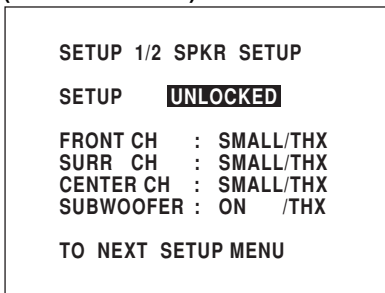 SETUP 1/2 SPKR SETUP
SETUP UNLOCKED
FRONT CH : SMALL/THX
SURR CH : SMALL/THX
CENTER CH : SMALL/THX
SUBWOOFER : ON /THX
TO NEXT SETUP MENU